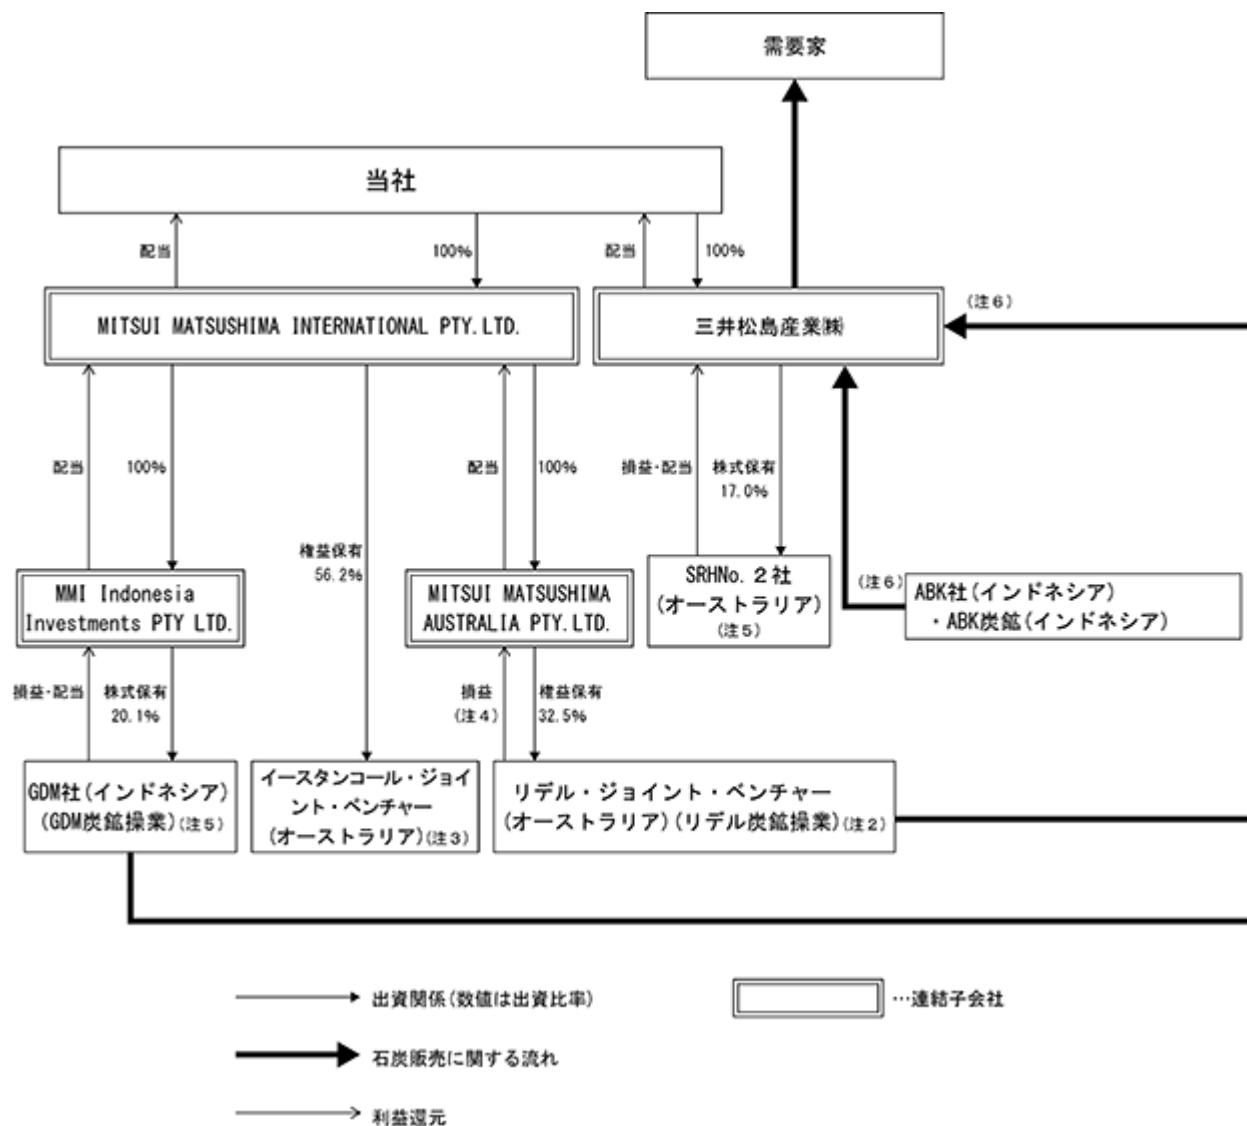 需要家
当社
配当
100%
配当
100%
(注6)
MITSUI MATSUSHIMA INTERNATIONAL PTY.LTD.
三井松島産業㈱
配当
100%
配当
100%
損益・配当
株式保有
17.0%
権益保有
56.2%
MMI Indonesia
Investments PTY LTD.
MITSUI MATSUSHIMA
AUSTRALIA PTY.LTD.
SRHNo.2社
(オーストラリア)
(注5)
(注6)
ABK社(インドネシア)
・ABK炭鉱(インドネシア)
損益・配当
株式保有
20.1%
損益
(注4)
権益保有
32.5%
GDM社(インドネシア)
(GDM炭鉱操業)(注5)
イースタンコール・ジョイ
ント・ベンチャー
(オーストラリア)(注3)
リデル・ジョイント・ベンチャー
(オーストラリア)(リデル炭鉱操業)(注2)
出資関係(数値は出資比率)
…連結子会社
石炭販売に関する流れ
利益還元